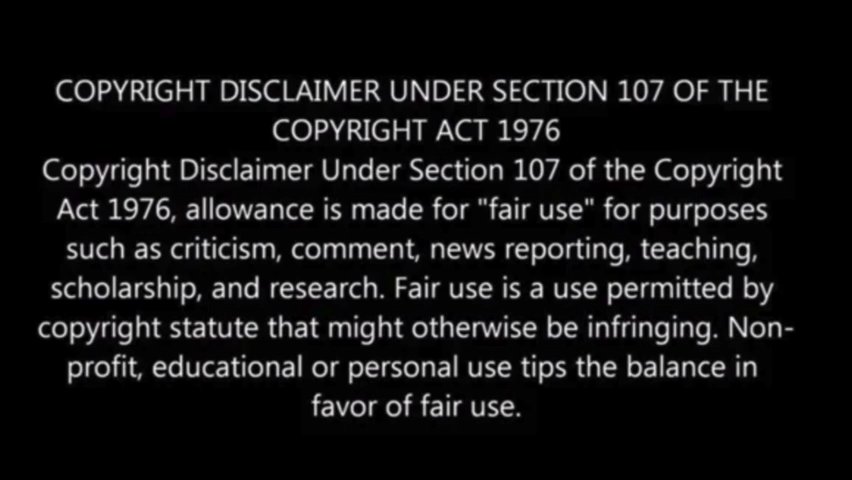 COPYRIGHT DISCLAIMER UNDER SECTION 107 OF THE
COPYRIGHT ACT 1976
Copyright Disclaimer Under Section 107 of the Copyright
Act 1976, allowance is made for "fair use" for purposes
such as criticism, comment, news reporting, teaching,
scholarship, and research. Fair use is a use permitted by
copyright statute that might otherwise be infringing. Non-
profit, educational or personal use tips the balance in
favor of fair use.